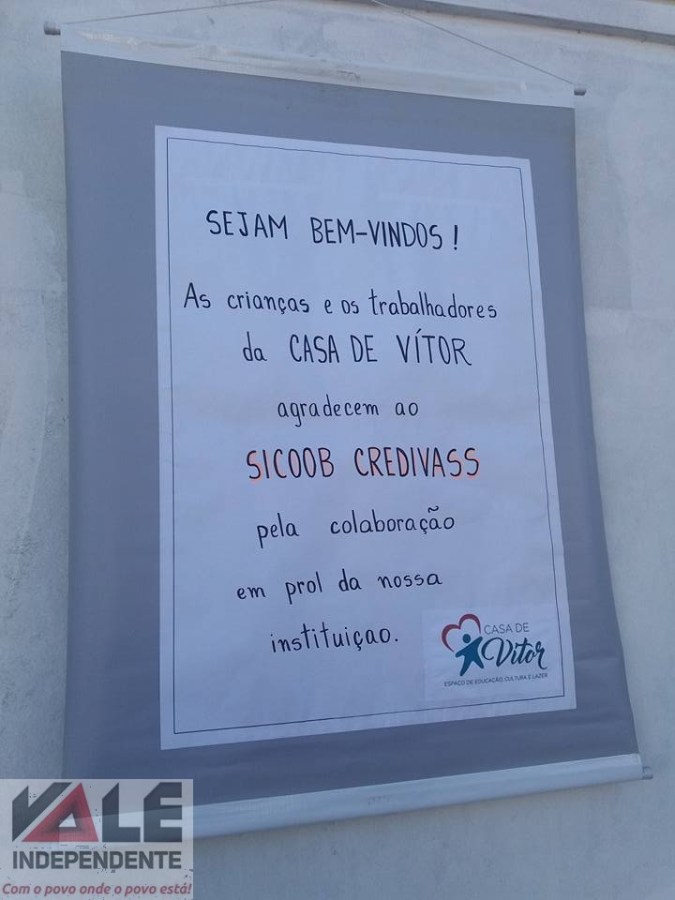 SEJAM BEM-VINDOS!
As crianças e os trabalhadores
da CASA DE VÍTOR
agradecem ao
SICOOB CREDIVASS
pela colaboração
em prol da nossa
instituiçao.
CASA DE
Vitor
ESPAÇO DE EDUCAÇÃO, CULTURA E LAZER
VALE
INDEPENDENTE
Com o povo onde o povo está!